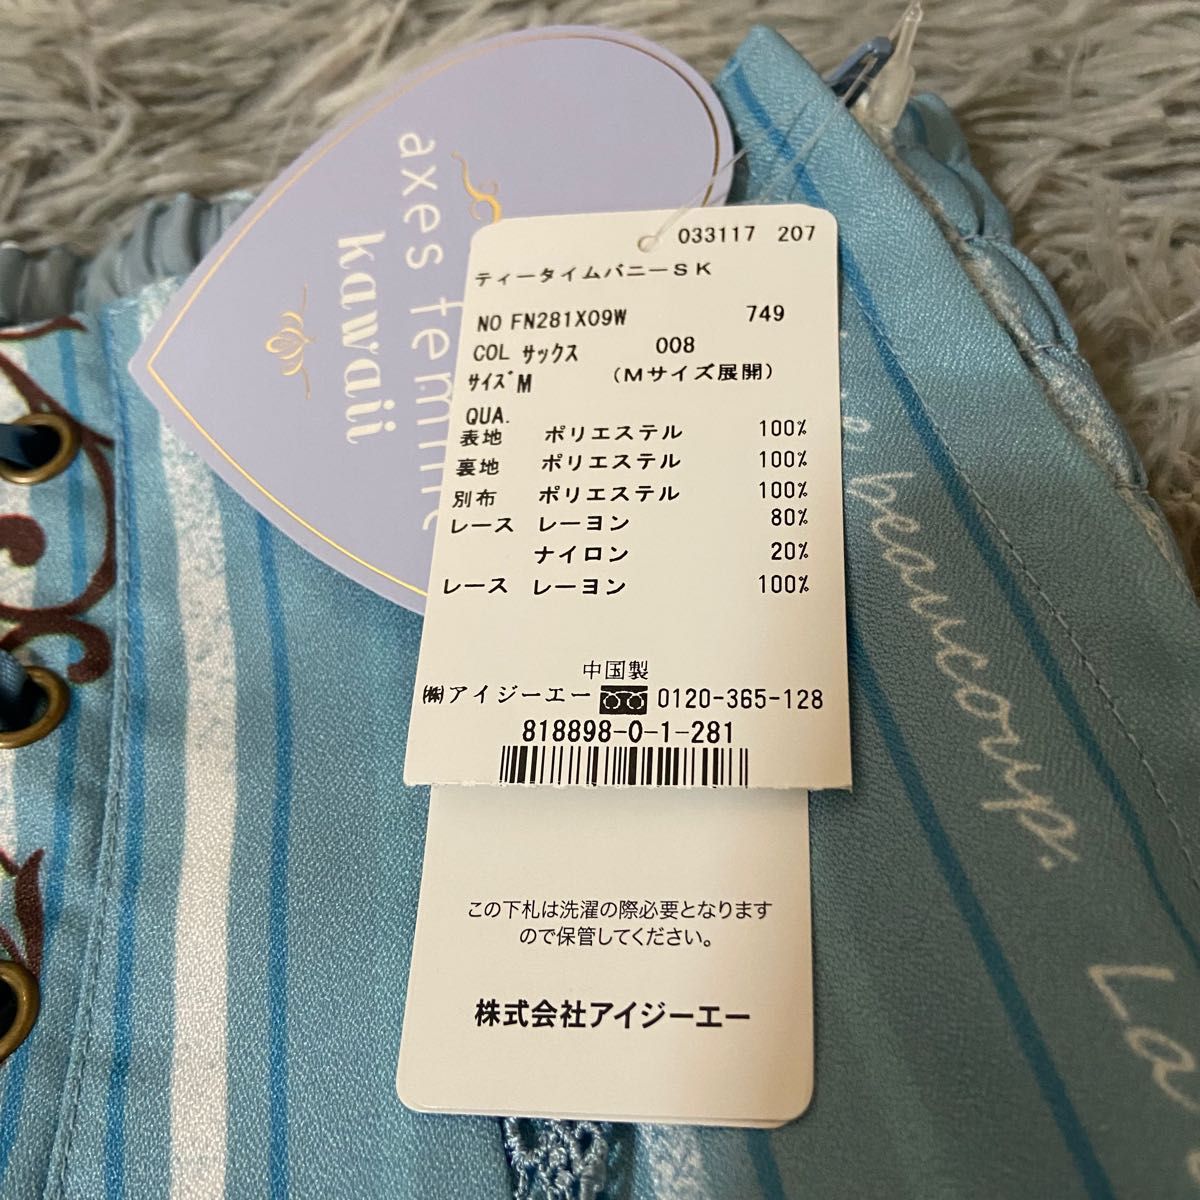 axes femme
kawaii
033117 207
ティータイムバニーSK
NO FN281X09W 749
COL サックス 008
サイズ M (Mサイズ展開)
QUA.
表地 ポリエステル 100%
裏地 ポリエステル 100%
別布 ポリエステル 100%
レース レーヨン 80%
ナイロン 20%
レース レーヨン 100%
中国製
㈱アイジーエー 0120-365-128
818898-0-1-281
この下札は洗濯の際必要となります
ので保管してください。
株式会社アイジーエー
beaucoup.